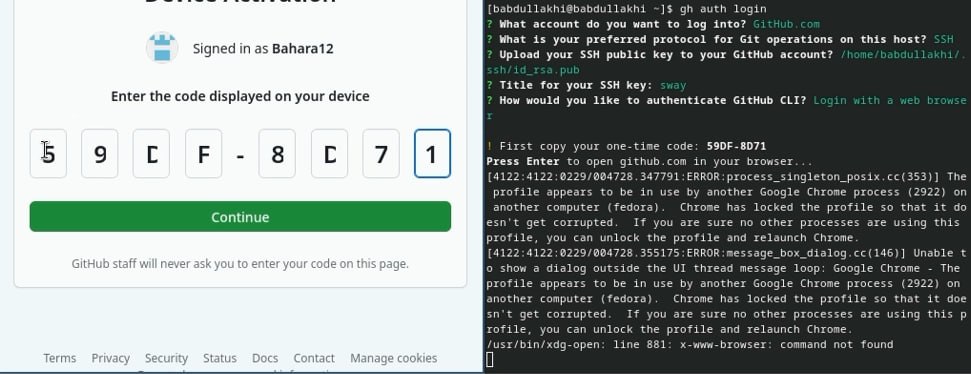 Device Activation
Signed in as Bahara12
Enter the code displayed on your device
5 9 D F - 8 D 7 1
Continue
GitHub staff will never ask you to enter your code on this page.
Terms Privacy Security Status Docs Contact Manage cookies
[babdullakhi@babdullakhi ~]$ gh auth login
? What account do you want to log into? GitHub.com
? What is your preferred protocol for Git operations on this host? SSH
? Upload your SSH public key to your GitHub account? /home/babdullakhi/.
ssh/id_rsa.pub
? Title for your SSH key: sway
? How would you like to authenticate GitHub CLI? Login with a web browse
r
! First copy your one-time code: 59DF-8D71
Press Enter to open github.com in your browser...
[4122:4122:0229/004728.347791:ERROR:process_singleton_posix.cc(353)] The
profile appears to be in use by another Google Chrome process (2922) on
another computer (fedora).  Chrome has locked the profile so that it do
esn't get corrupted.  If you are sure no other processes are using this
profile, you can unlock the profile and relaunch Chrome.
[4122:4122:0229/004728.355175:ERROR:message_box_dialog.cc(146)] Unable t
o show a dialog outside the UI thread message loop: Google Chrome - The
profile appears to be in use by another Google Chrome process (2922) on
another computer (fedora).  Chrome has locked the profile so that it doe
sn't get corrupted.  If you are sure no other processes are using this p
rofile, you can unlock the profile and relaunch Chrome.
/usr/bin/xdg-open: line 881: x-www-browser: command not found